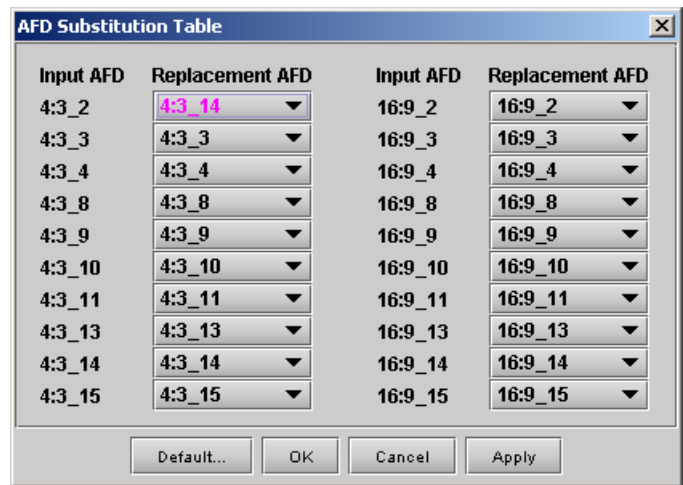 AFD Substitution Table
Input AFD Replacement AFD Input AFD Replacement AFD
4:3_2 4:3_14 16:9_2 16:9_2
4:3_3 4:3_3 16:9_3 16:9_3
4:3_4 4:3_4 16:9_4 16:9_4
4:3_8 4:3_8 16:9_8 16:9_8
4:3_9 4:3_9 16:9_9 16:9_9
4:3_10 4:3_10 16:9_10 16:9_10
4:3_11 4:3_11 16:9_11 16:9_11
4:3_13 4:3_13 16:9_13 16:9_13
4:3_14 4:3_14 16:9_14 16:9_14
4:3_15 4:3_15 16:9_15 16:9_15
Default... OK Cancel Apply